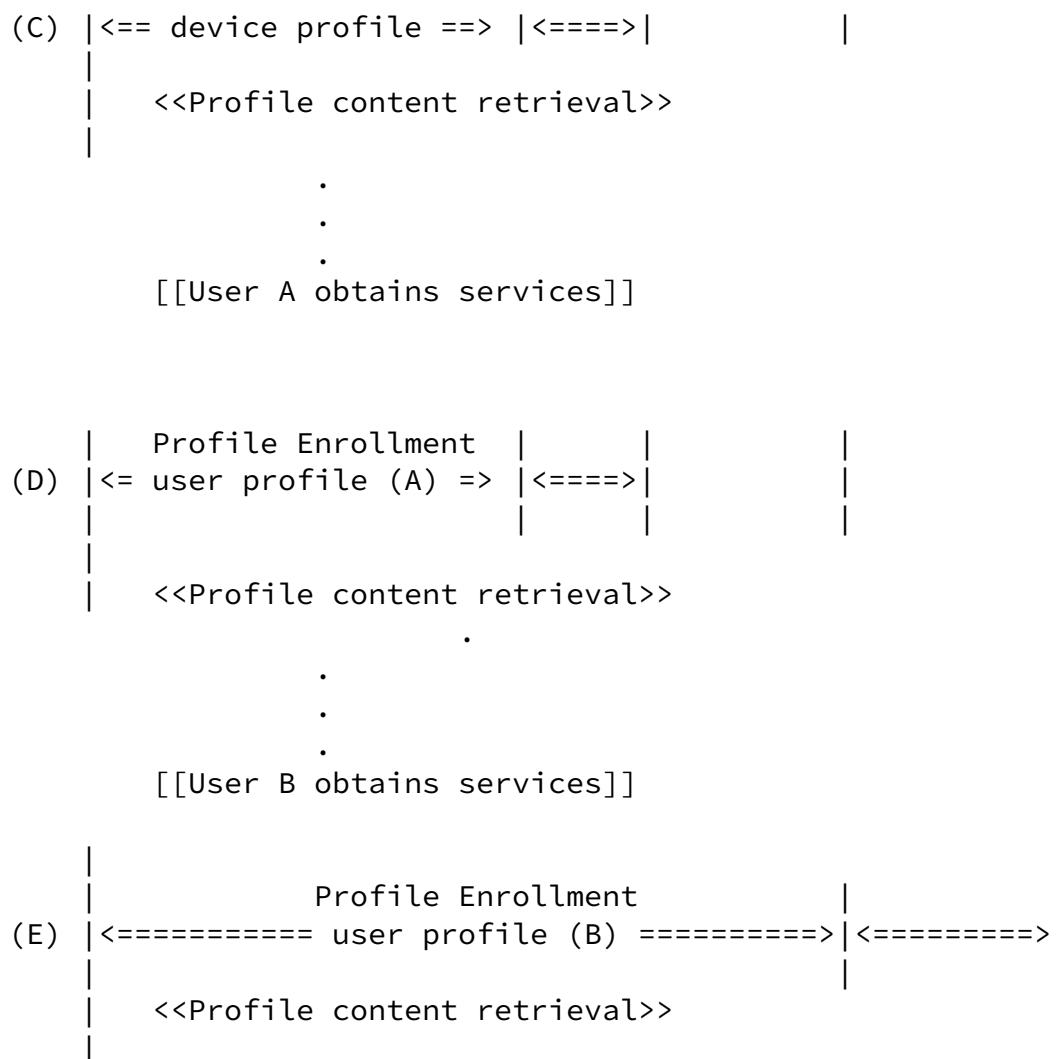 (C) |<== device profile ==> |<====>|         |
    |
    |   <<Profile content retrieval>>
    |
              .
              .
              .
        [[User A obtains services]]

    |   Profile Enrollment  |      |         |
(D) |<= user profile (A) => |<====>|         |
    |                       |      |         |
    |
    |   <<Profile content retrieval>>
                       .
              .
              .
              .
        [[User B obtains services]]

    |
    |           Profile Enrollment           |
(E) |<=========== user profile (B) ==========>|<=========>
    |                                        |
    |   <<Profile content retrieval>>
    |